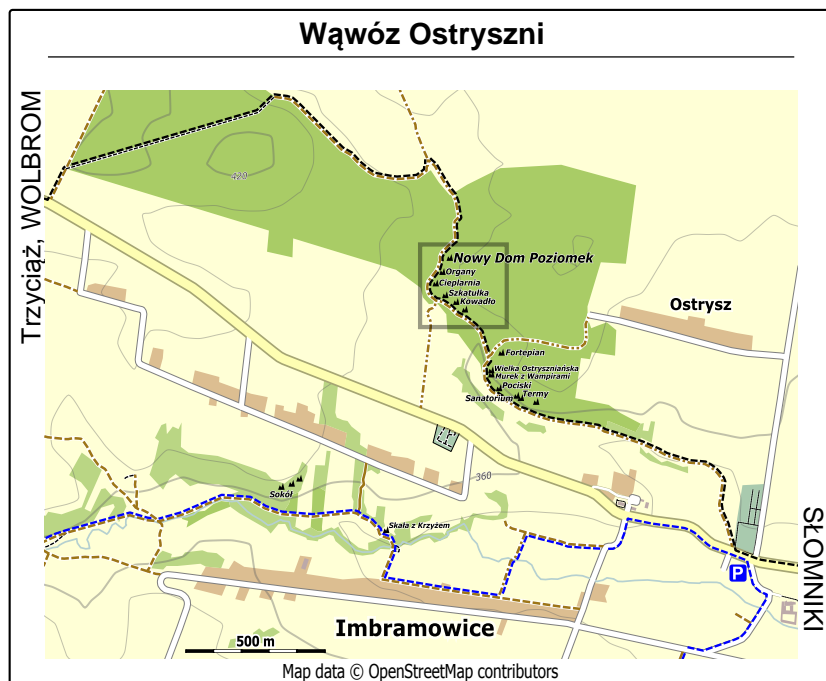 Wąwóz Ostryszni
Trzyciąż, WOLBROM
420
Nowy Dom Poziomek
Organy
Cieplarnia
Szkatułka
Kowadło
Ostrysz
Fortepian
Wielka Ostryszniańska
Murek z Wampirami
Pociski
Sanatorium
Termy
360
Sokół
Skała z Krzyżem
SŁOMNIKI
P
Imbramowice
500 m
Map data © OpenStreetMap contributors